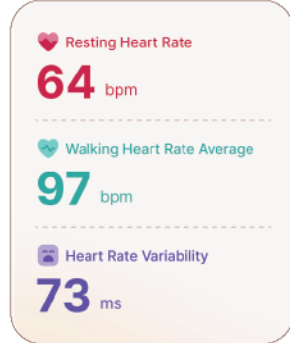 Resting Heart Rate
64 bpm
Walking Heart Rate Average
97 bpm
Heart Rate Variability
73 ms